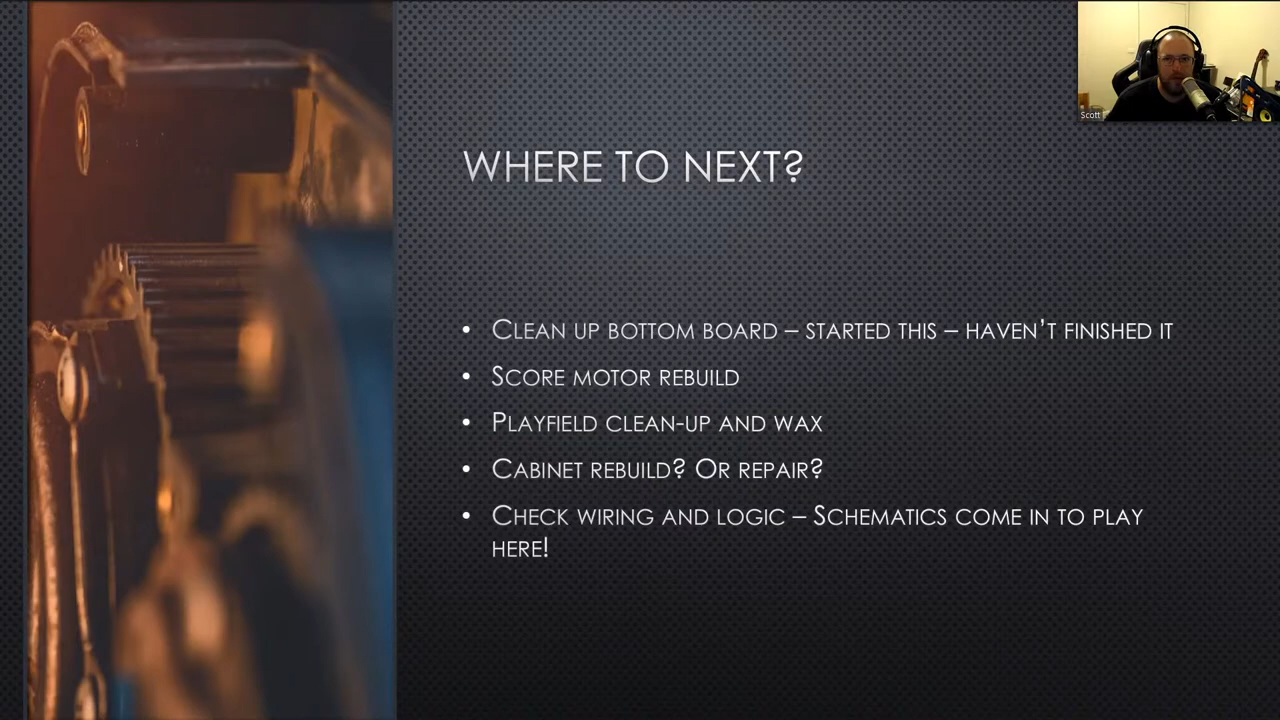 Scott
WHERE TO NEXT?
• CLEAN UP BOTTOM BOARD – STARTED THIS – HAVEN'T FINISHED IT
• SCORE MOTOR REBUILD
• PLAYFIELD CLEAN-UP AND WAX
• CABINET REBUILD? OR REPAIR?
• CHECK WIRING AND LOGIC – SCHEMATICS COME IN TO PLAY
HERE!